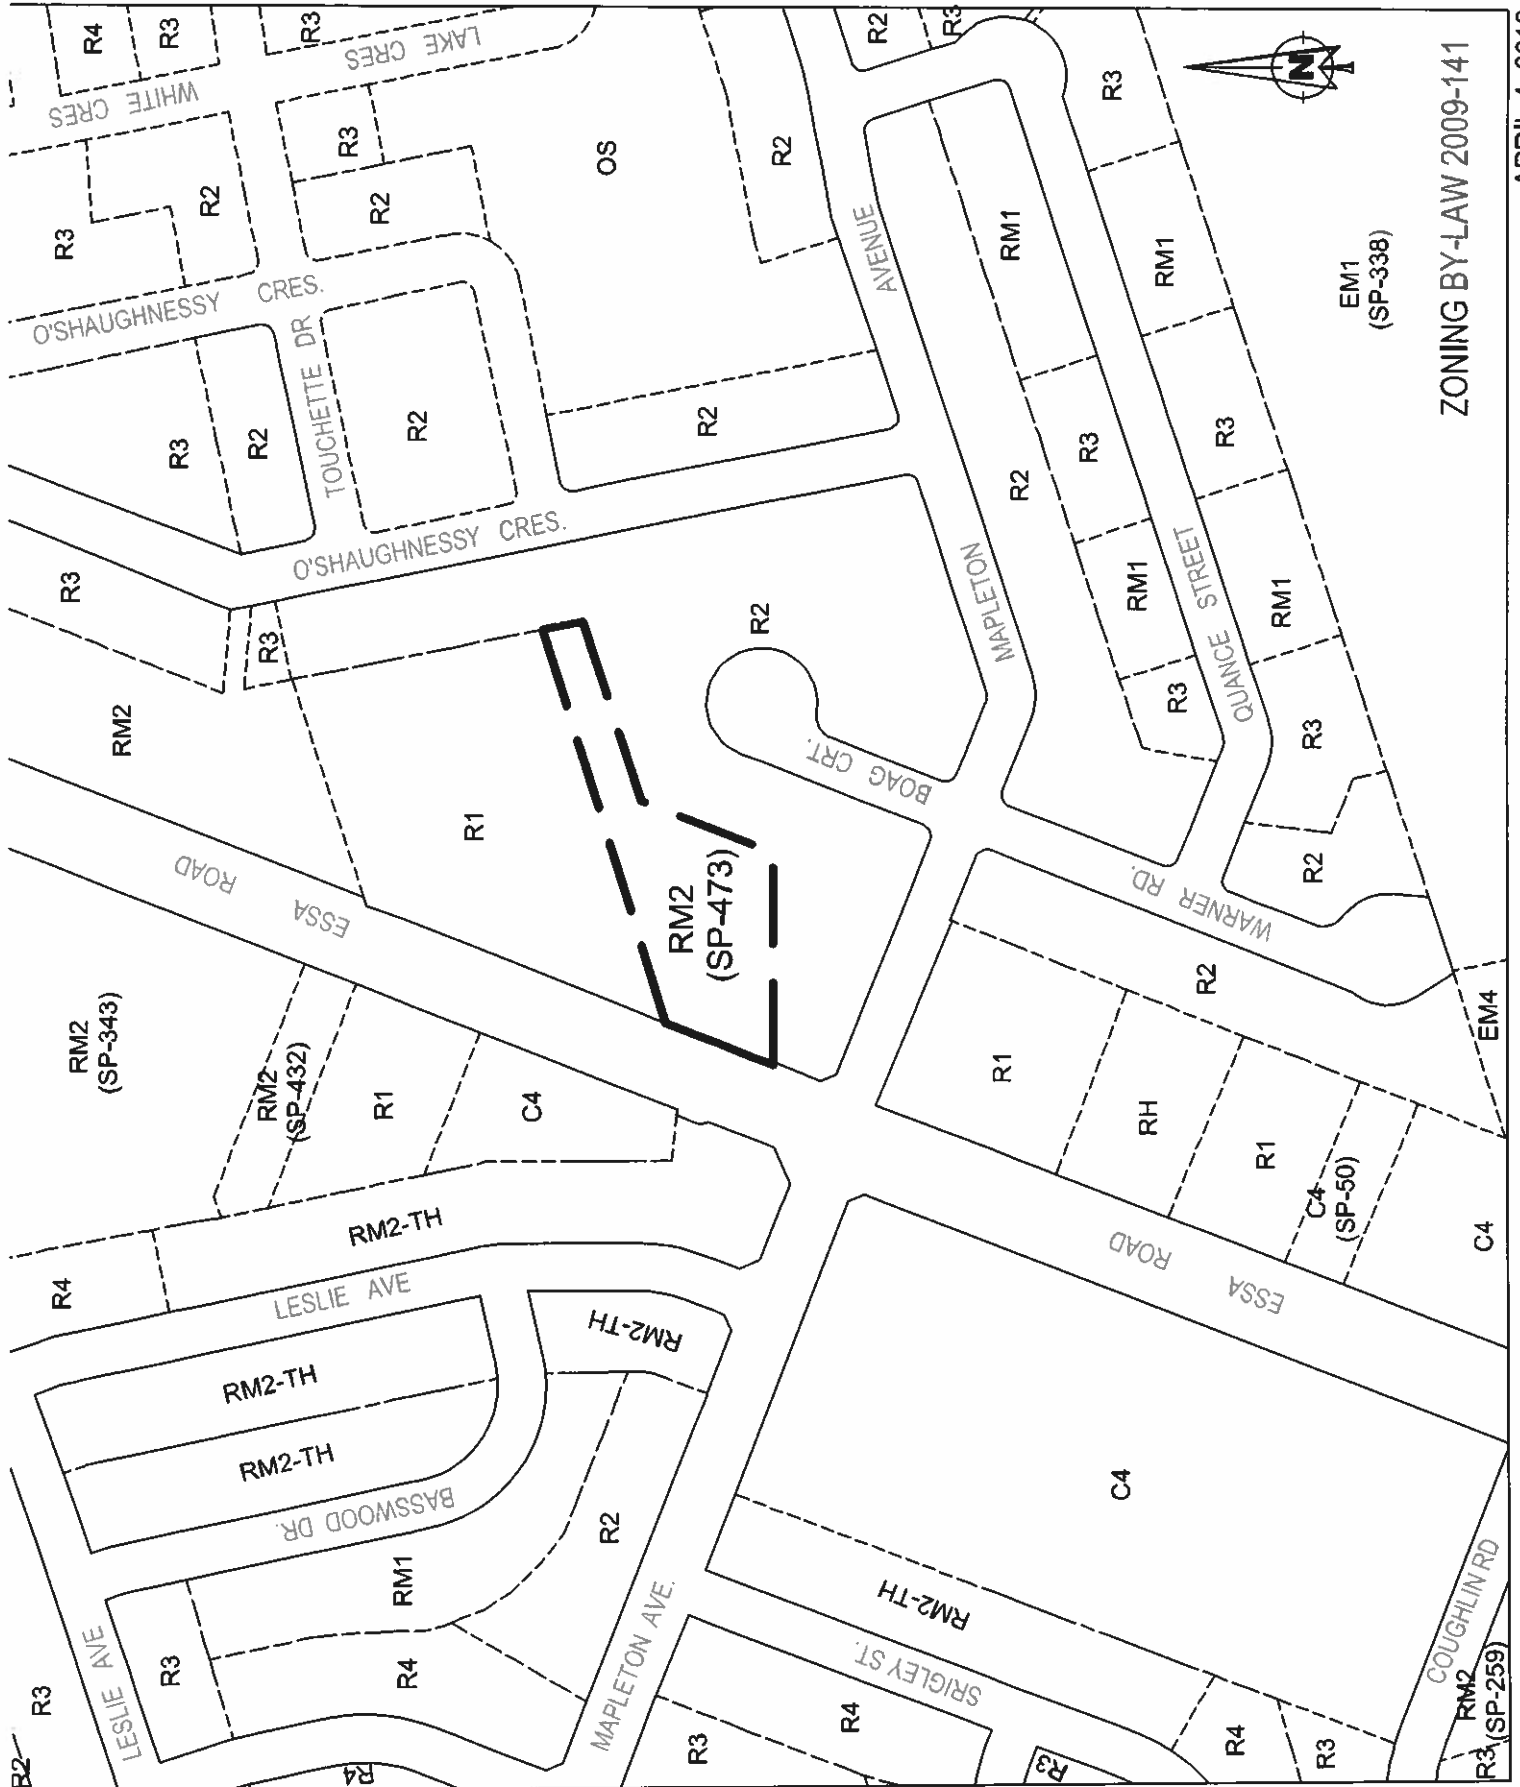 R4
R3
R3
WHITE CRES
LAKE CRES
R2
R3
R3
R2
R3
R2
OS
R2
R3
O'SHAUGHNESSY CRES.
TOUCHETTE DR
AVENUE
RM1
RM1
EM1
(SP-338)
R3
R2
R2
R2
R3
R3
R2
O'SHAUGHNESSY CRES.
R3
R3
MAPLETON
RM1
QUANCE STREET
RM1
RM2
R2
R3
R3
R1
BOAG CRT.
ESSA ROAD
RM2
(SP-473)
WARNER RD.
R2
R2
RM2
(SP-343)
RM2
(SP-432)
R1
C4
R1
RH
R1
C4
(SP-50)
C4
EM4
R4
RM2-TH
LESLIE AVE
RM2-TH
RM2-TH
RM2-TH
ESSA ROAD
BASSWOOD DR.
RM1
R2
C4
RM2-TH
R3
LESLIE AVE
R3
R4
MAPLETON AVE.
SRIGLEY ST.
COUGHLIN RD
R2
R4
R3
R4
R3
R4
R3
RM2
(SP-259)
R3
N
ZONING BY-LAW 2009-141